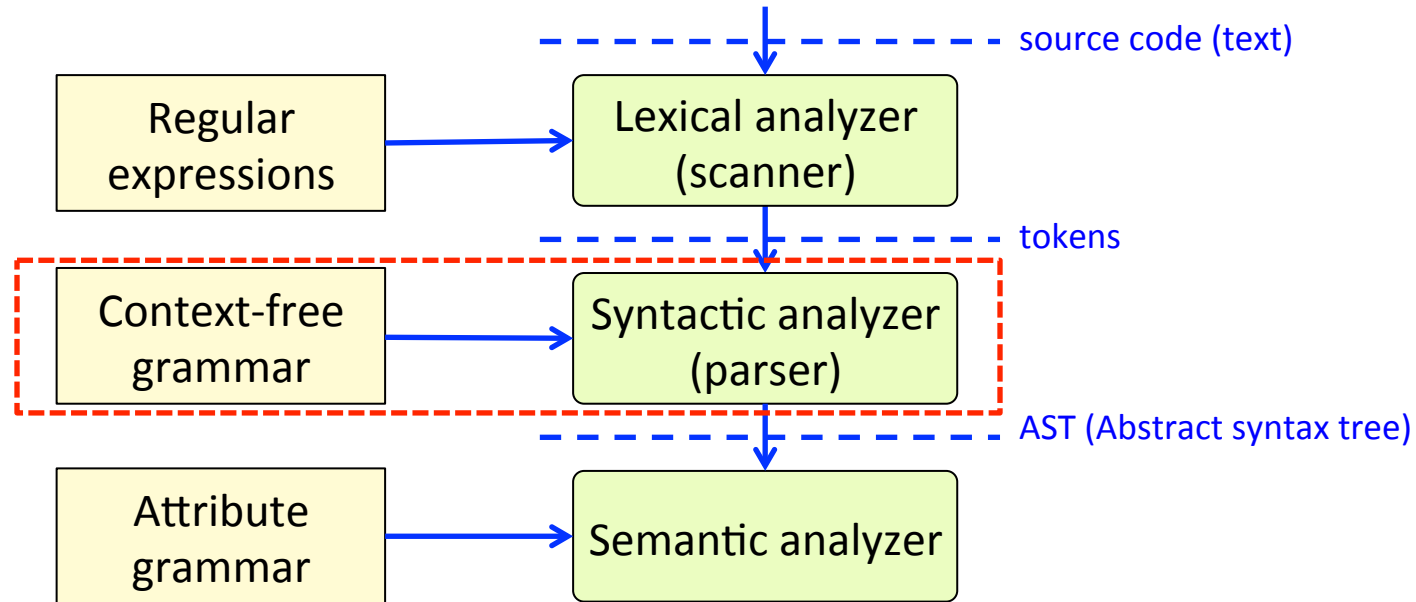 source code (text)
Regular
expressions
Lexical analyzer
(scanner)
tokens
Context-free
grammar
Syntactic analyzer
(parser)
AST (Abstract syntax tree)
Attribute
grammar
Semantic analyzer